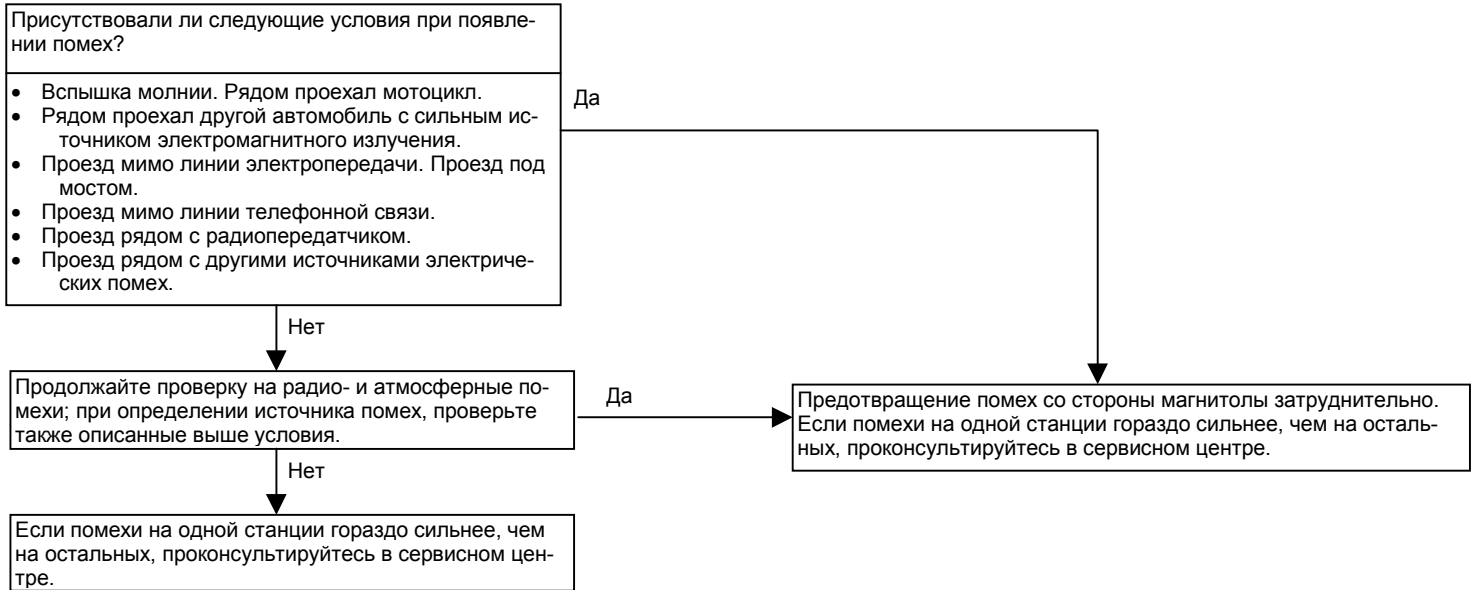 Присутствовали ли следующие условия при появле-
нии помех?
• Вспышка молнии. Рядом проехал мотоцикл.
• Рядом проехал другой автомобиль с сильным ис-
точником электромагнитного излучения.
• Проезд мимо линии электропередачи. Проезд под
мостом.
• Проезд мимо линии телефонной связи.
• Проезд рядом с радиопередатчиком.
• Проезд рядом с другими источниками электриче-
ских помех.
Да
Нет
Продолжайте проверку на радио- и атмосферные по-
мехи; при определении источника помех, проверьте
также описанные выше условия.
Да
Предотвращение помех со стороны магнитолы затруднительно.
Если помехи на одной станции гораздо сильнее, чем на осталь-
ных, проконсультируйтесь в сервисном центре.
Нет
Если помехи на одной станции гораздо сильнее, чем
на остальных, проконсультируйтесь в сервисном цен-
тре.